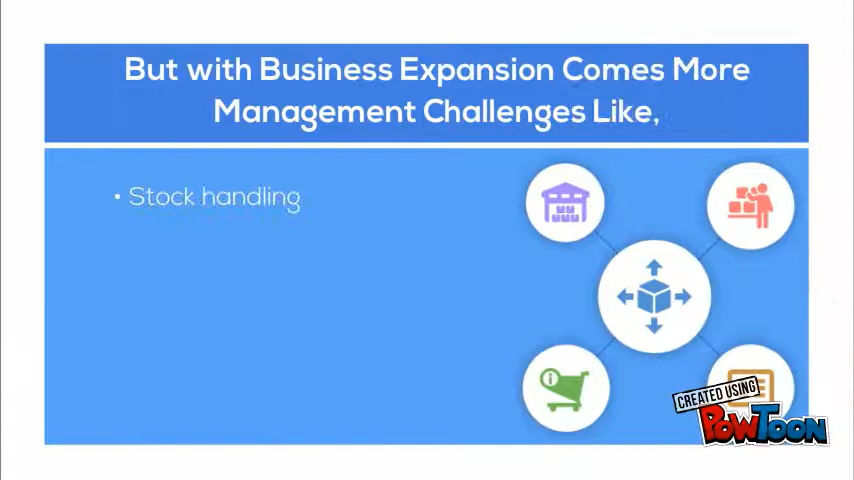 But with Business Expansion Comes More
Management Challenges Like,
• Stock handling
i
CREATED USING
POWTOON